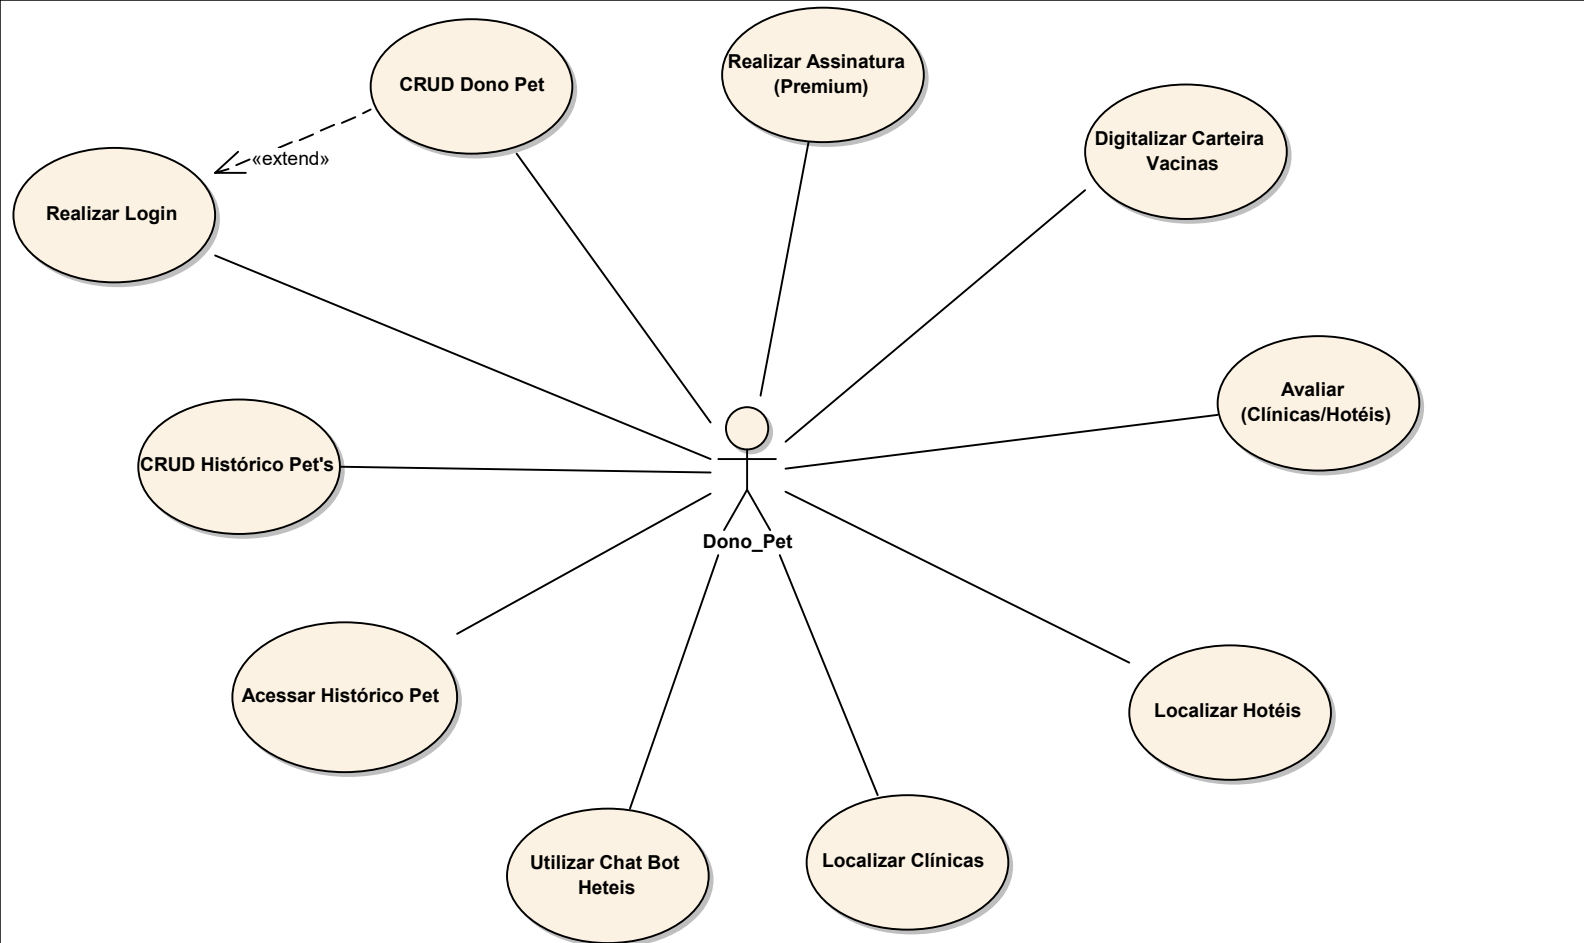 Realizar Assinatura
(Premium)
CRUD Dono Pet
Digitalizar Carteira
Vacinas
«extend»
Realizar Login
Avaliar
(Clínicas/Hotéis)
CRUD Histórico Pet's
Dono_Pet
Acessar Histórico Pet
Localizar Hotéis
Utilizar Chat Bot
Heteis
Localizar Clínicas